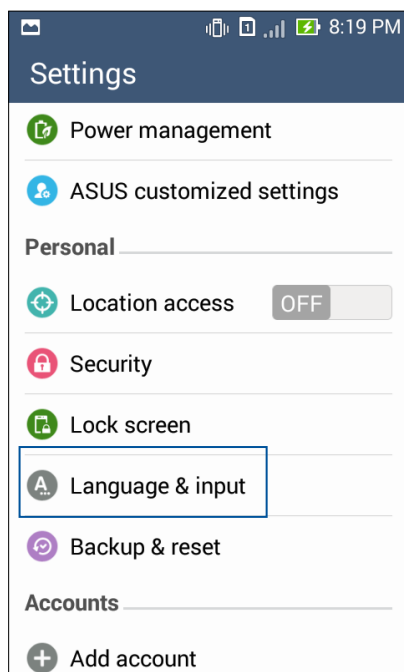 1 8:19 PM
Settings
Power management
ASUS customized settings
Personal
Location access OFF
Security
Lock screen
A... Language & input
Backup & reset
Accounts
Add account